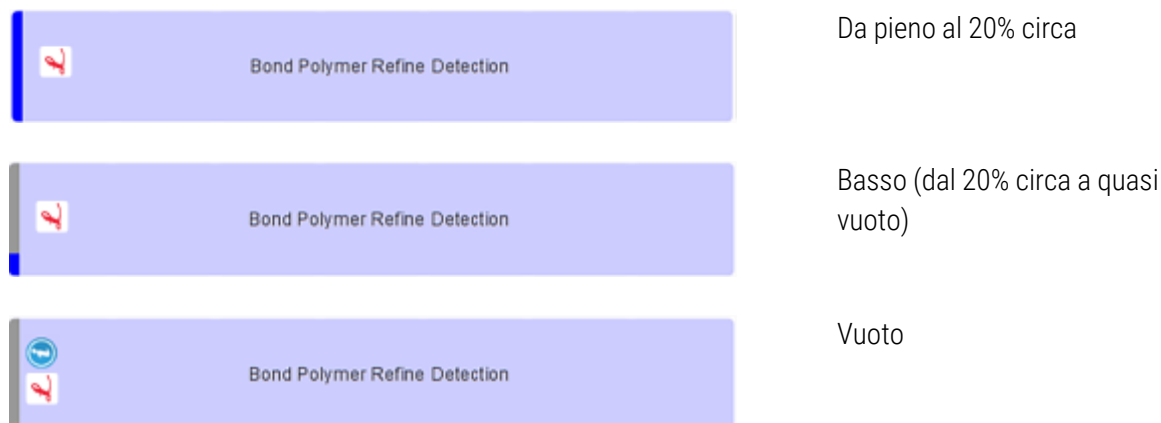 Bond Polymer Refine Detection
Da pieno al 20% circa
Bond Polymer Refine Detection
Basso (dal 20% circa a quasi
vuoto)
Bond Polymer Refine Detection
Vuoto